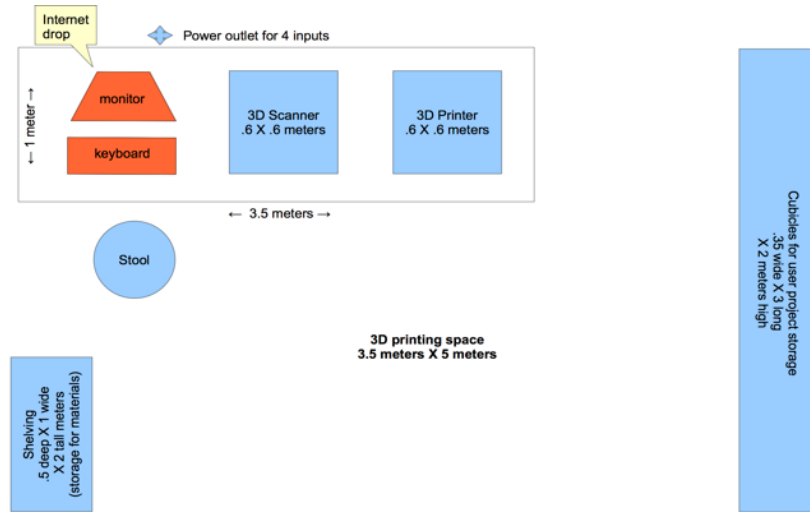 Internet
drop
Power outlet for 4 inputs
← 1 meter →
monitor
keyboard
3D Scanner
.6 X .6 meters
3D Printer
.6 X .6 meters
← 3.5 meters →
Stool
3D printing space
3.5 meters X 5 meters
Shelving
.5 deep X 1 wide
X 2 tall meters
(storage for materials)
Cubicles for user project storage
.35 wide X 3 long
X 2 meters high